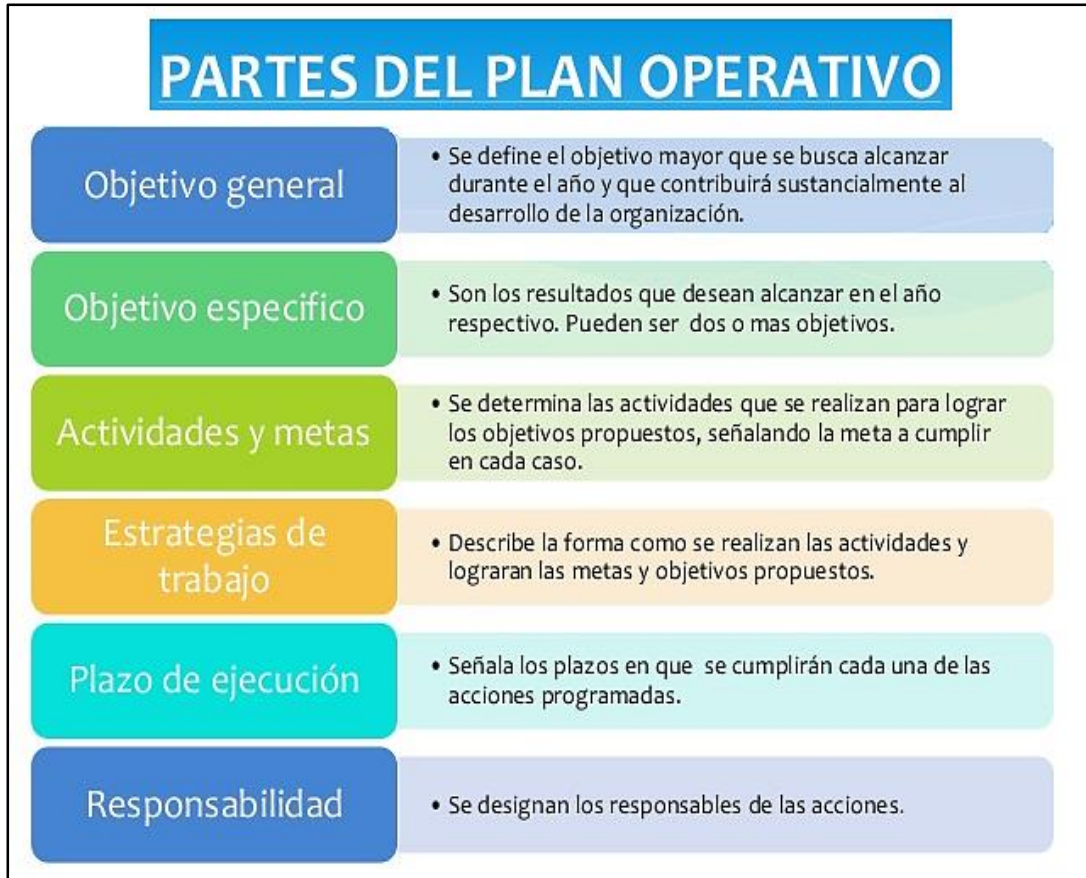 PARTES DEL PLAN OPERATIVO
Objetivo general
• Se define el objetivo mayor que se busca alcanzar
durante el año y que contribuirá sustancialmente al
desarrollo de la organización.
Objetivo especifico
• Son los resultados que desean alcanzar en el año
respectivo. Pueden ser dos o mas objetivos.
Actividades y metas
• Se determina las actividades que se realizan para lograr
los objetivos propuestos, señalando la meta a cumplir
en cada caso.
Estrategias de
trabajo
• Describe la forma como se realizan las actividades y
lograran las metas y objetivos propuestos.
Plazo de ejecución
• Señala los plazos en que se cumplirán cada una de las
acciones programadas.
Responsabilidad
• Se designan los responsables de las acciones.